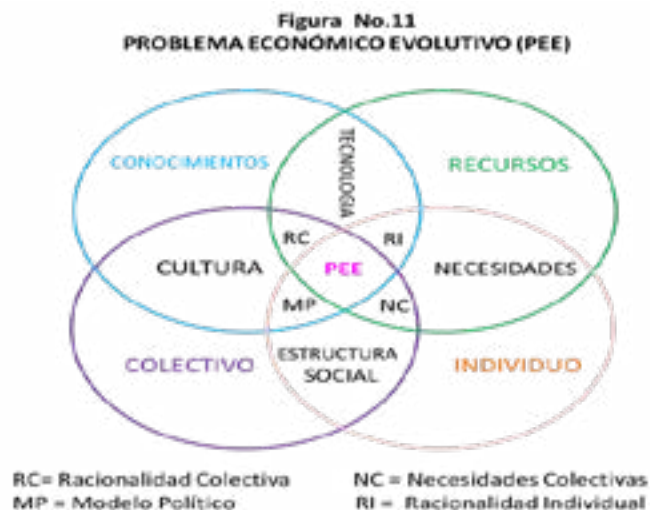 Figura No.11
PROBLEMA ECONÓMICO EVOLUTIVO (PEE)
CONOCIMIENTOS
TECNOLOGIA
RECURSOS
RC
RI
CULTURA
PEE
NECESIDADES
MP
NC
COLECTIVO
ESTRUCTURA
SOCIAL
INDIVIDUO
RC= Racionalidad Colectiva
NC = Necesidades Colectivas
MP = Modelo Político
RI = Racionalidad Individual